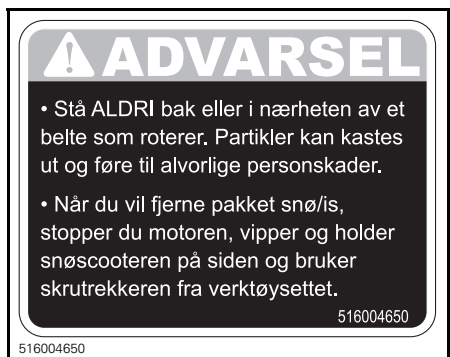 ADVARSEL
• Stå ALDRI bak eller i nærheten av et
belte som roterer. Partikler kan kastes
ut og føre til alvorlige personskader.
• Når du vil fjerne pakket snø/is,
stopper du motoren, vipper og holder
snøscooteren på siden og bruker
skrutrekkeren fra verktøysettet.
516004650
516004650